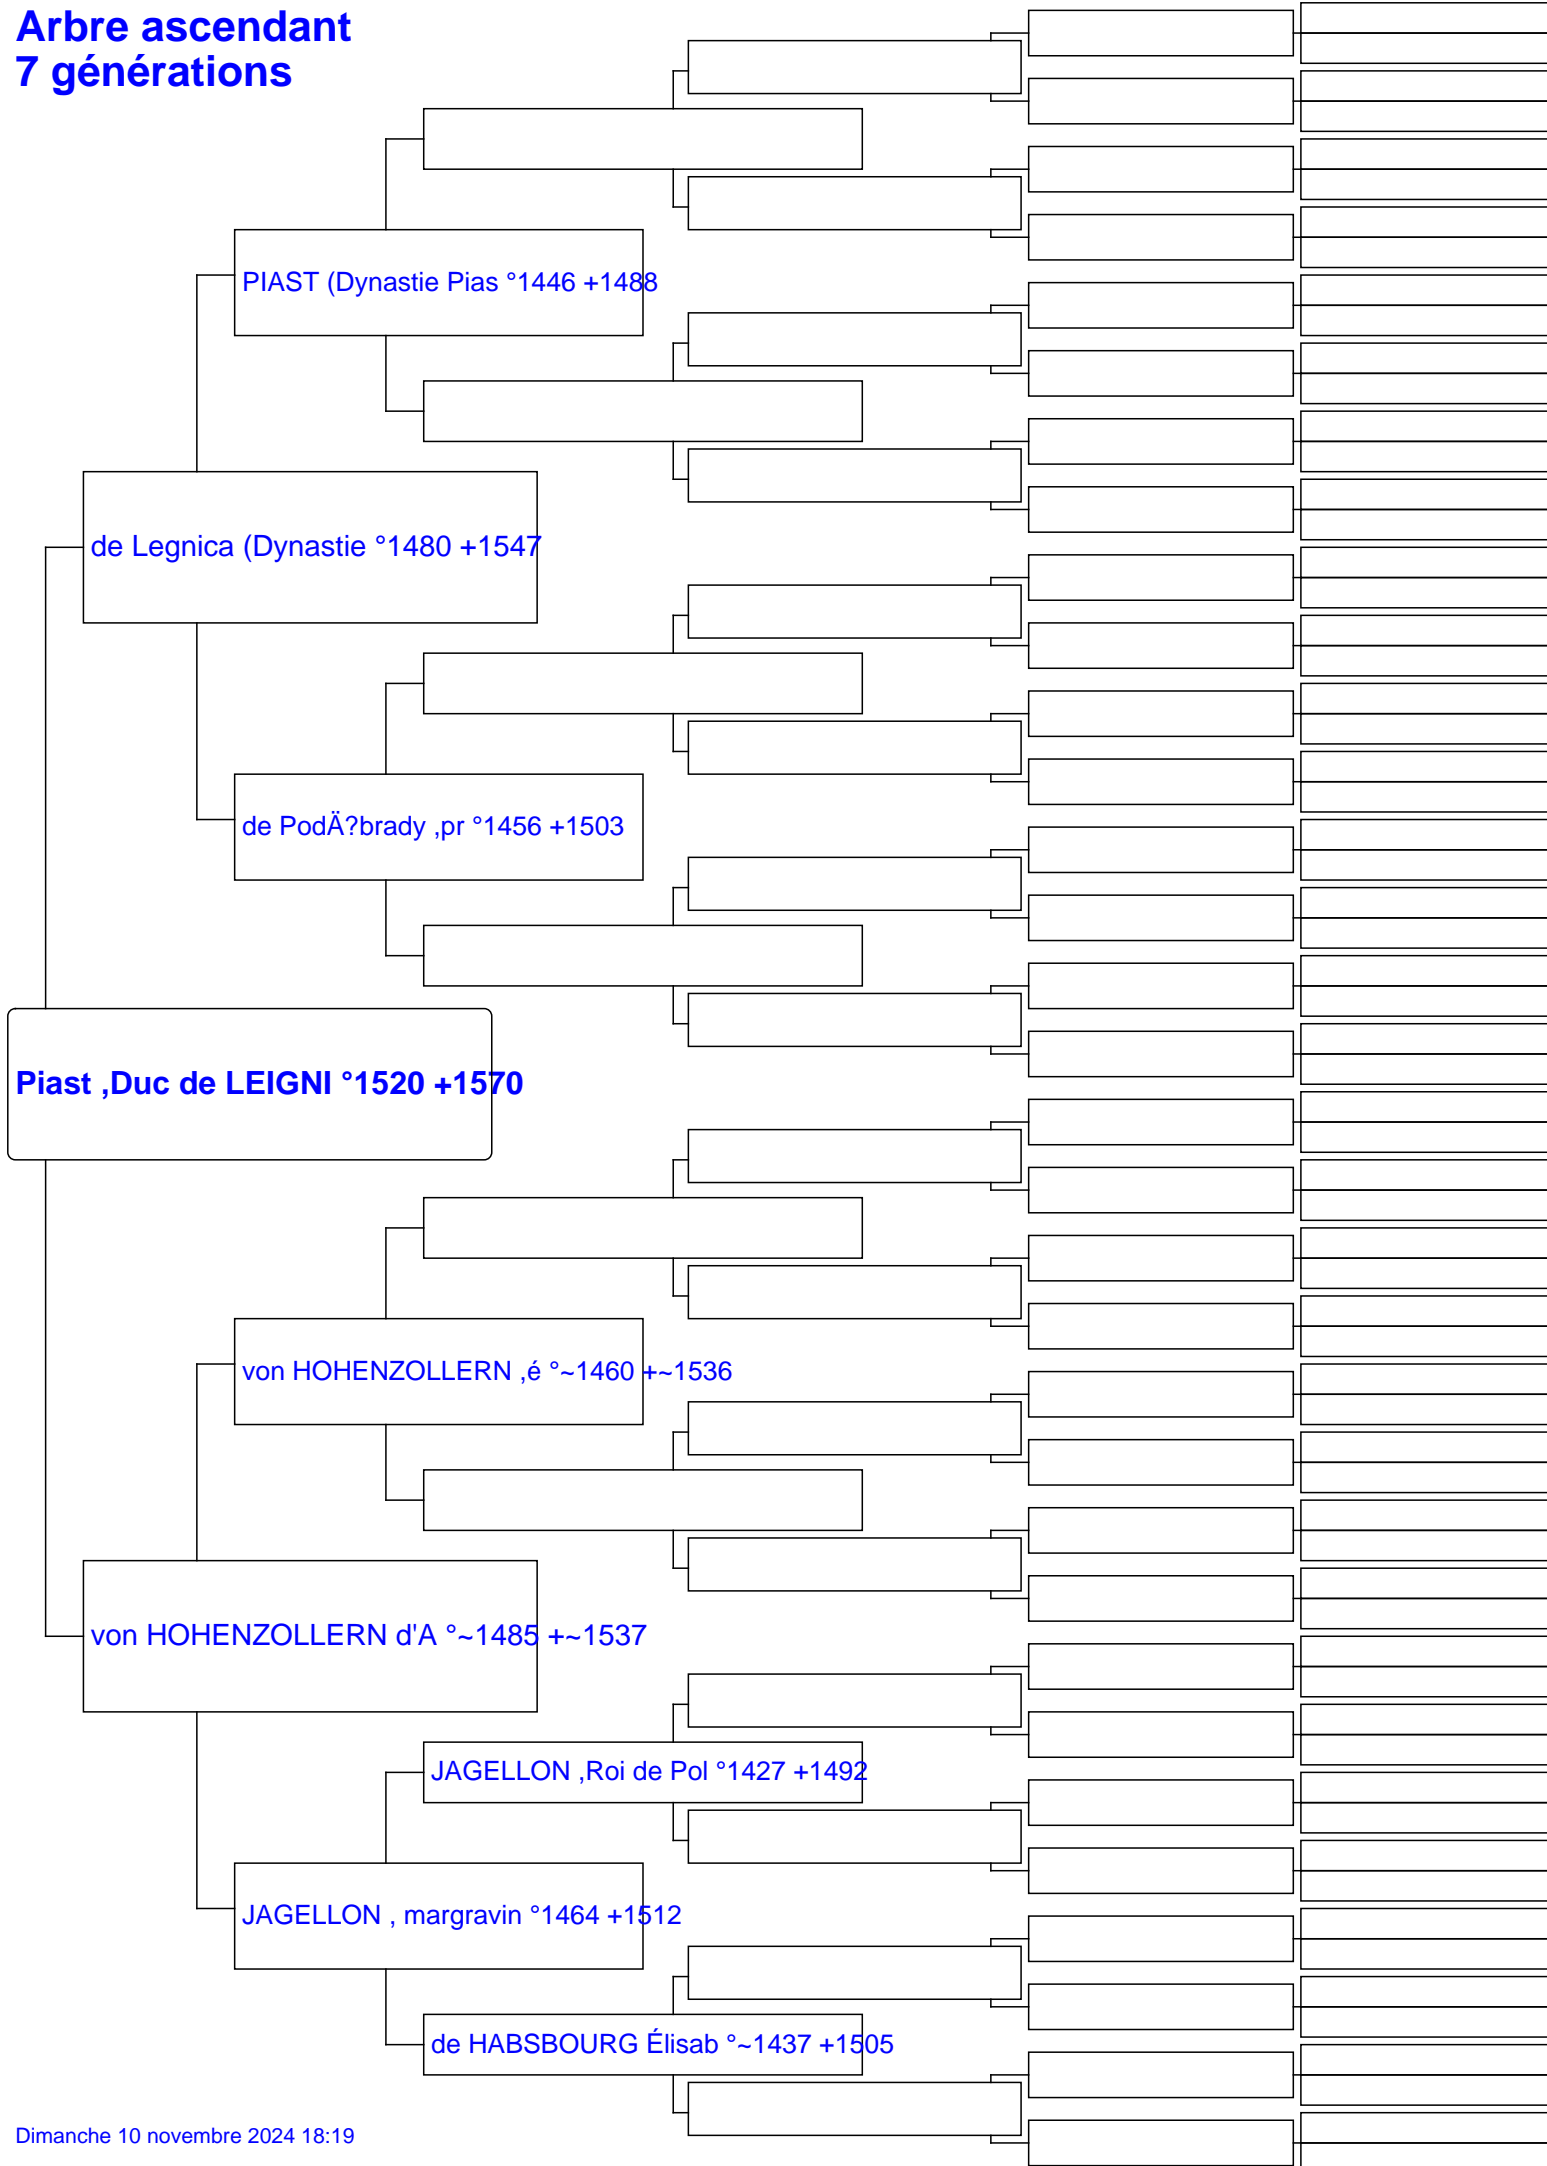 Arbre ascendant
7 générations
PIAST (Dynastie Pias °1446 +1488
de Legnica (Dynastie °1480 +1547
de PodÄ?brady ,pr °1456 +1503
Piast ,Duc de LEIGNI °1520 +1570
von HOHENZOLLERN ,é °~1460 +~1536
von HOHENZOLLERN d'A °~1485 +~1537
JAGELLON ,Roi de Pol °1427 +1492
JAGELLON , margravin °1464 +1512
de HABSBOURG Élisab °~1437 +1505
Dimanche 10 novembre 2024 18:19